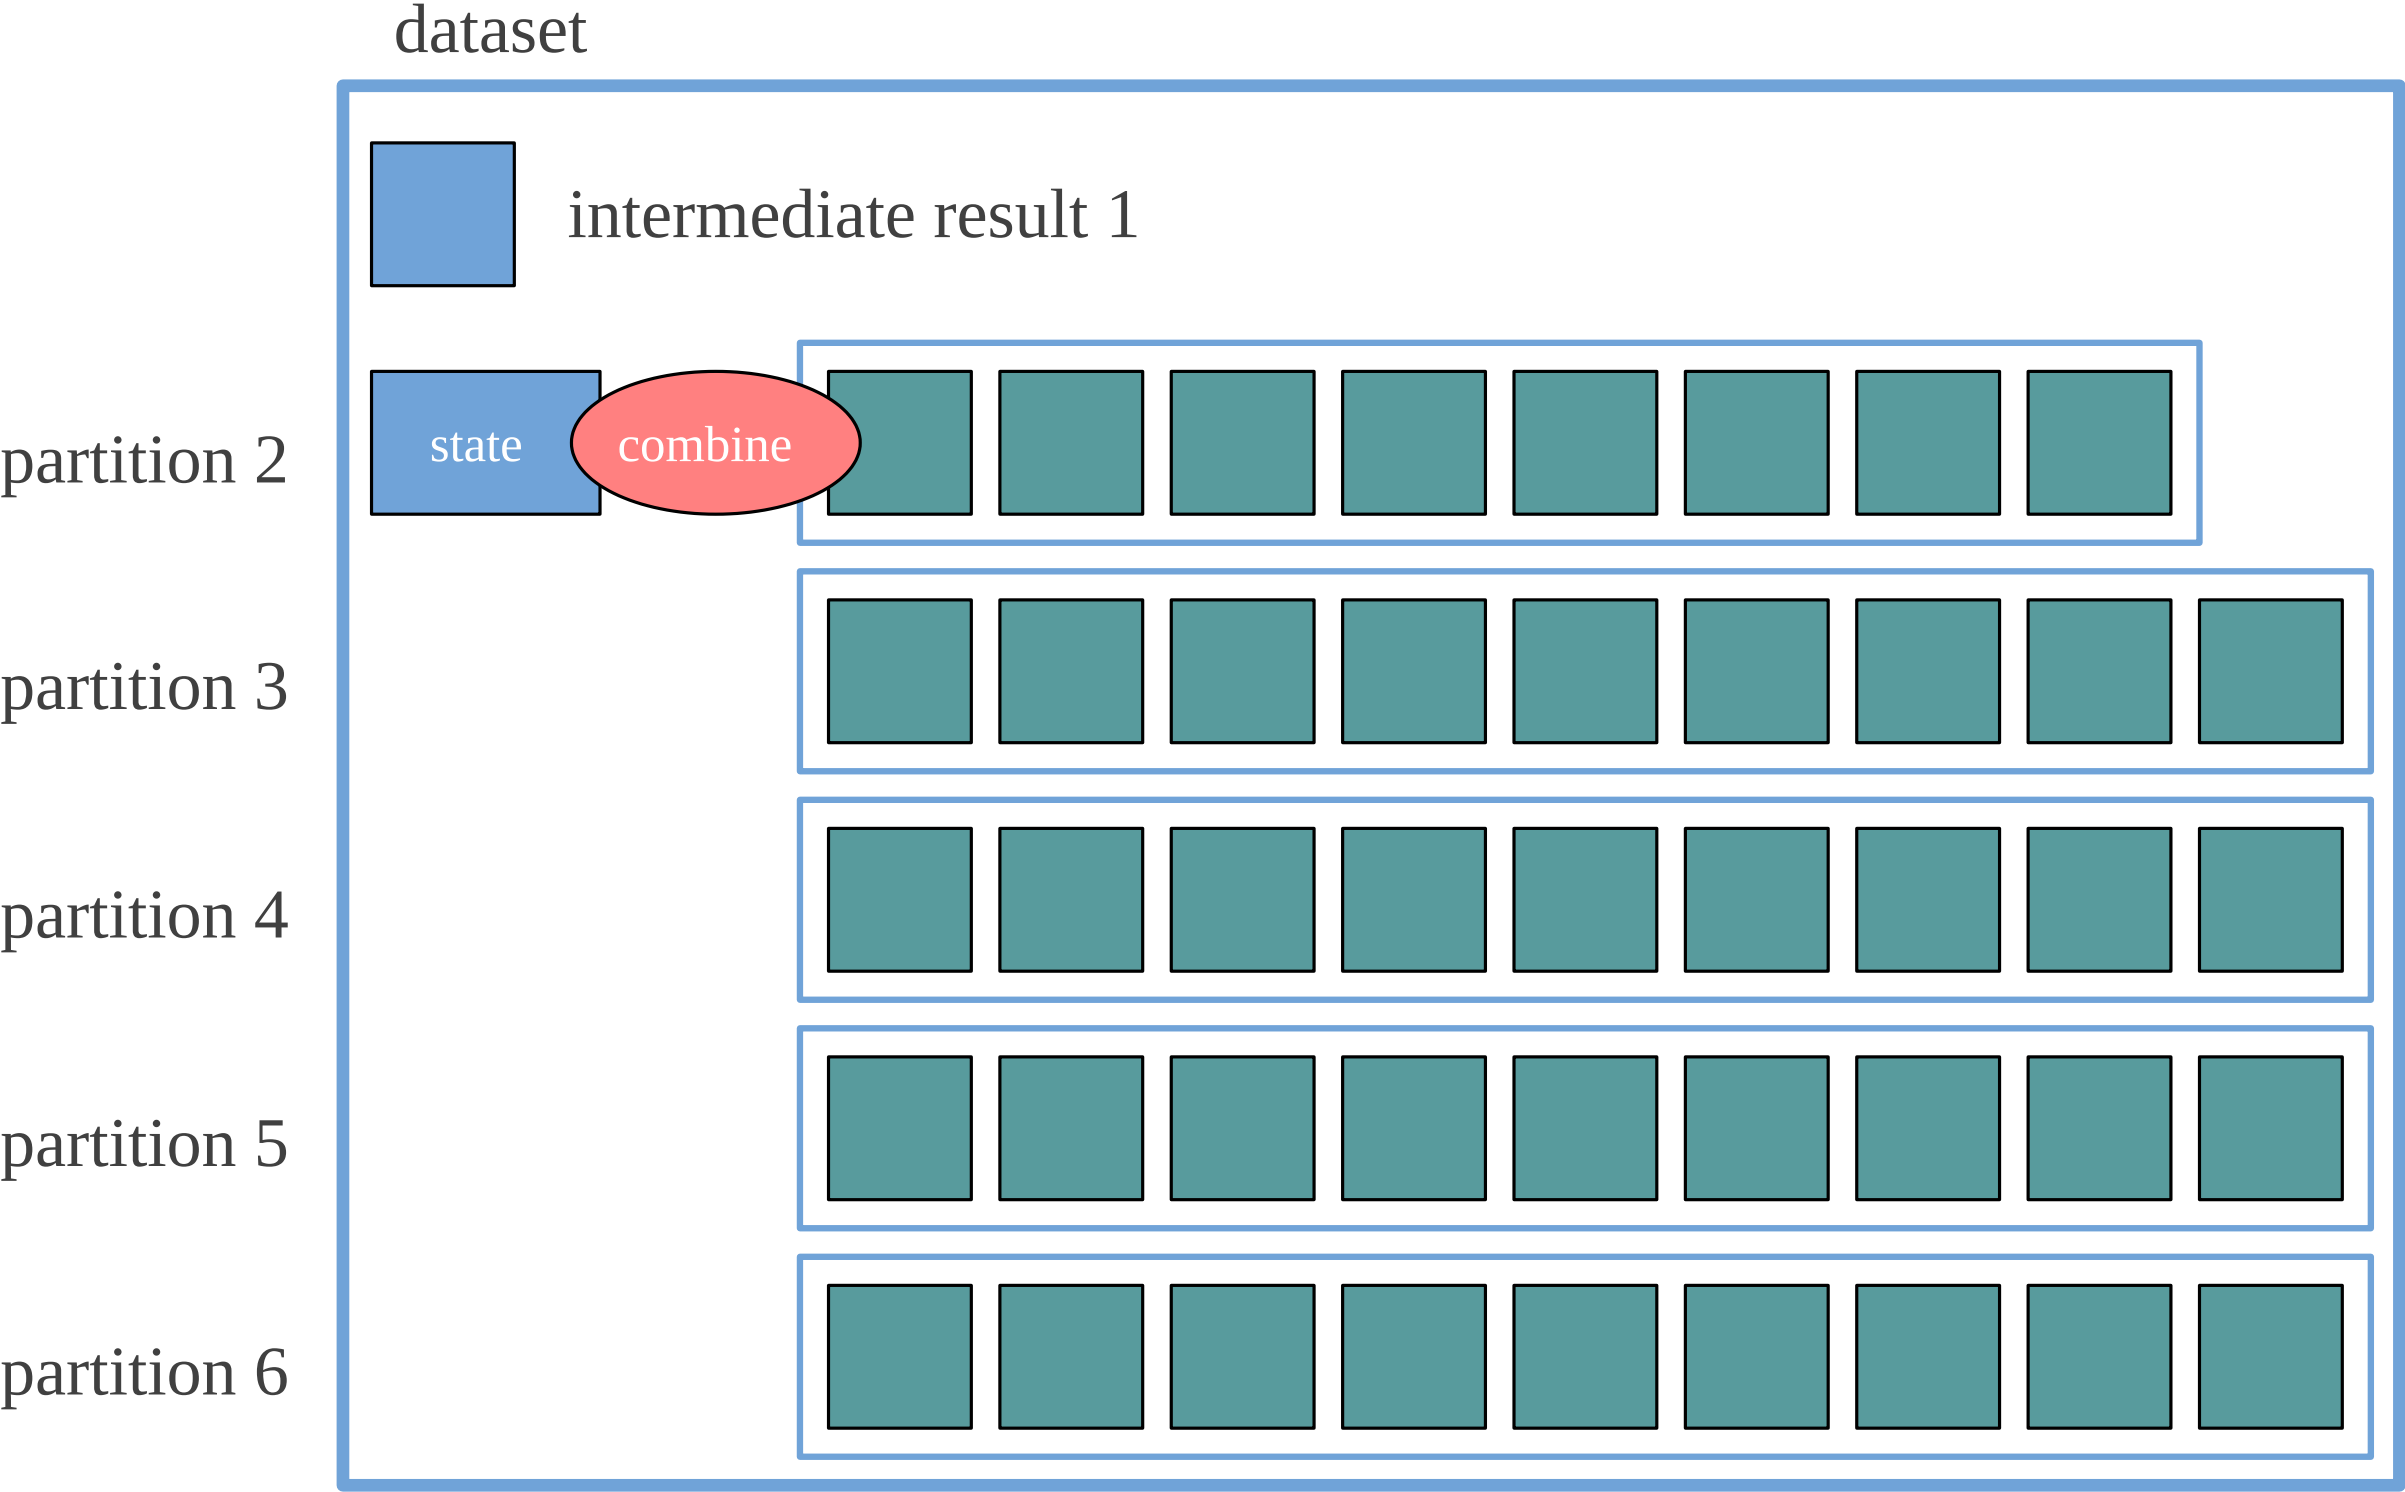 dataset
intermediate result 1
partition 2
state
combine
partition 3
partition 4
partition 5
partition 6